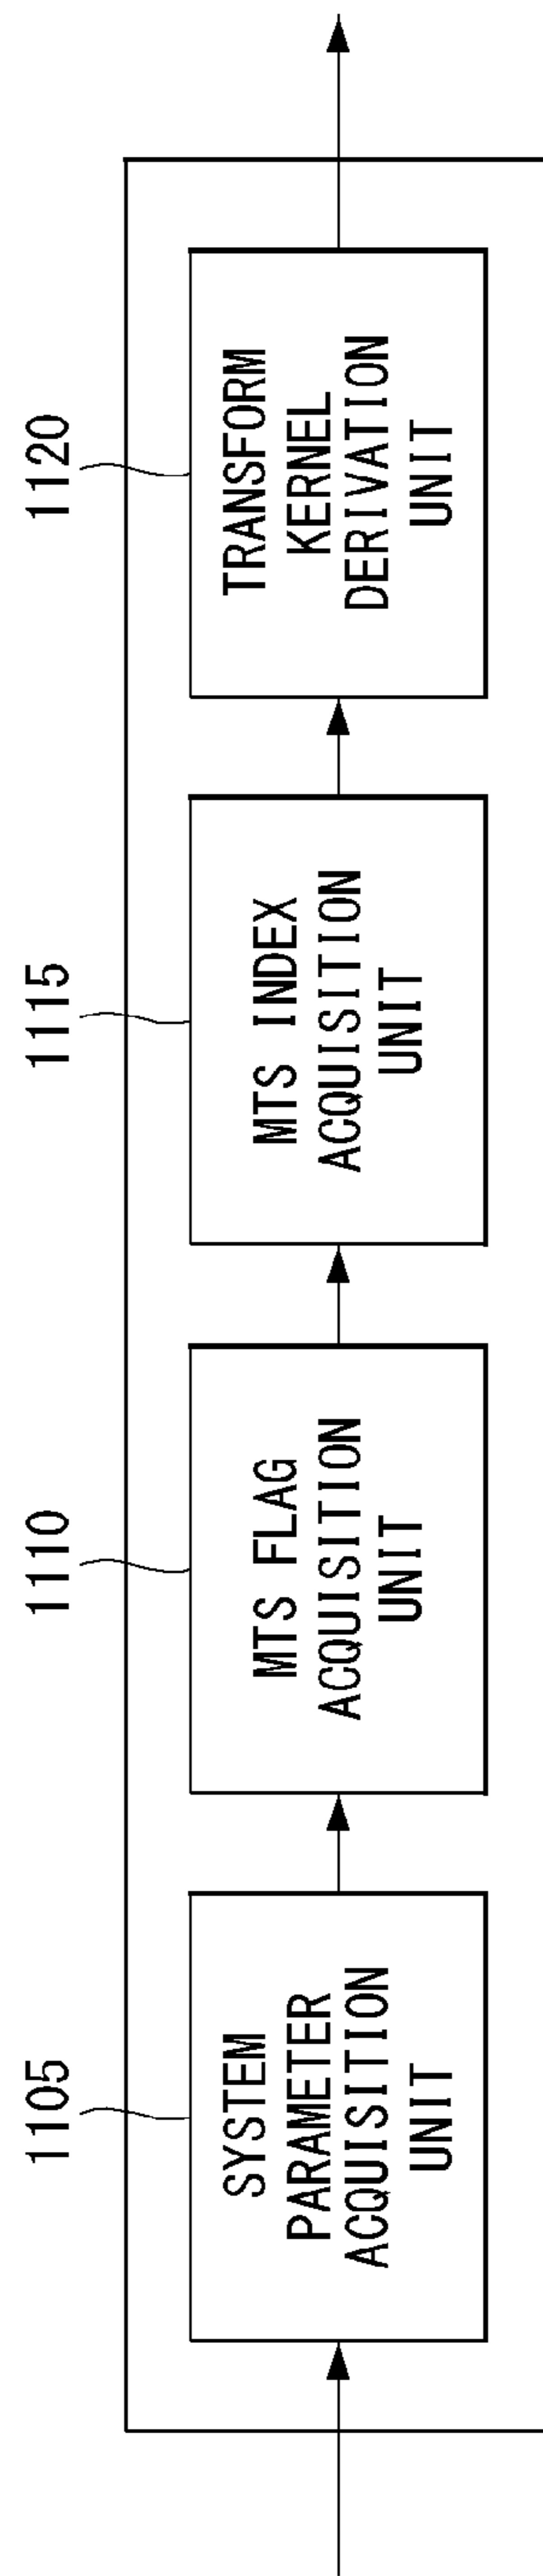 1105
SYSTEM
PARAMETER
ACQUISITION
UNIT
1110
MTS FLAG
ACQUISITION
UNIT
1115
MTS INDEX
ACQUISITION
UNIT
1120
TRANSFORM
KERNEL
DERIVATION
UNIT